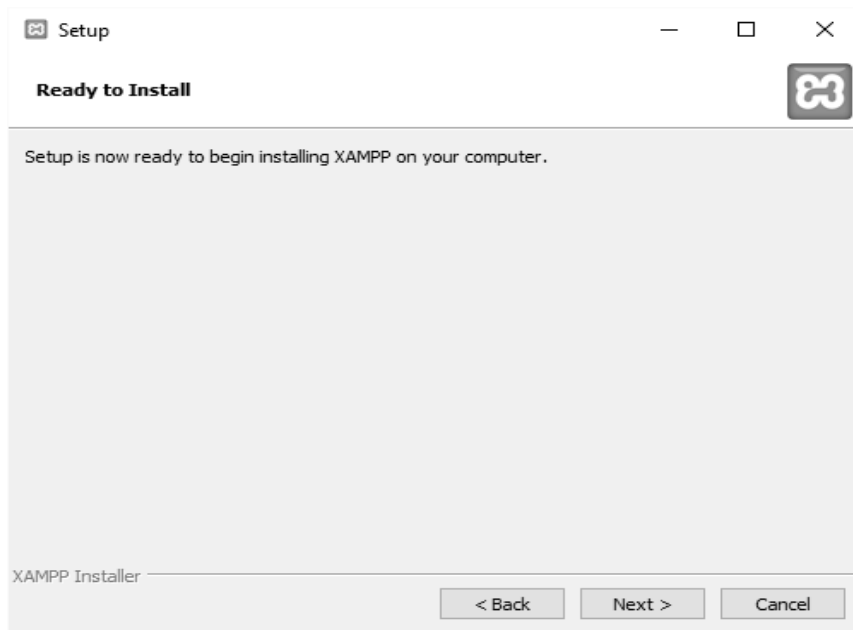 Setup
Ready to Install
Setup is now ready to begin installing XAMPP on your computer.
XAMPP Installer
< Back Next > Cancel